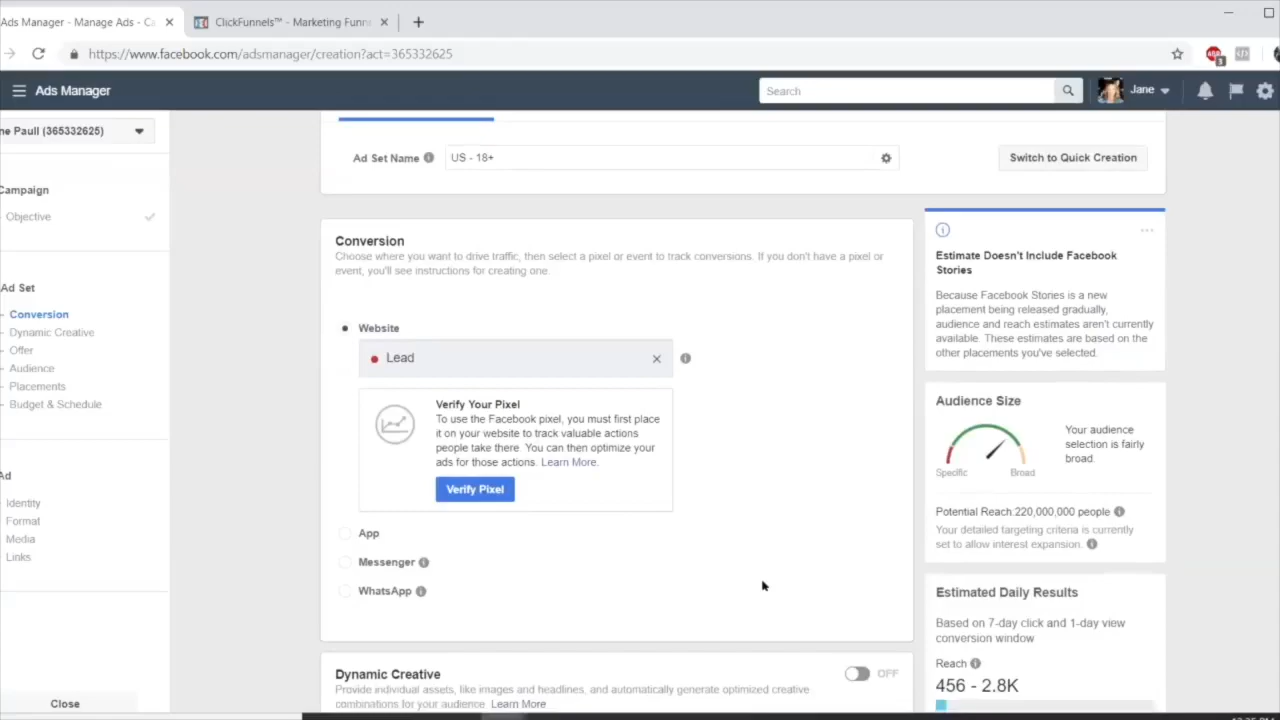 Ads Manager - Manage Ads - Ca
ClickFunnels™ - Marketing Funn
https://www.facebook.com/adsmanager/creation?act=365332625
Ads Manager
Search
Jane
ne Paull (365332625)
Campaign
Objective
Ad Set
Conversion
Dynamic Creative
Offer
Audience
Placements
Budget & Schedule
Ad
Identity
Format
Media
Links
Close
Ad Set Name
US - 18+
Switch to Quick Creation
Conversion
Choose where you want to drive traffic, then select a pixel or event to track conversions. If you don't have a pixel or
event, you'll see instructions for creating one.
Website
Lead
Verify Your Pixel
To use the Facebook pixel, you must first place
it on your website to track valuable actions
people take there. You can then optimize your
ads for those actions. Learn More.
Verify Pixel
App
Messenger
WhatsApp
Dynamic Creative
OFF
Provide individual assets, like images and headlines, and automatically generate optimized creative
combinations for your audience. Learn More
Estimate Doesn't Include Facebook
Stories
Because Facebook Stories is a new
placement being released gradually,
audience and reach estimates aren't currently
available. These estimates are based on the
other placements you've selected.
Audience Size
Specific
Broad
Your audience
selection is fairly
broad.
Potential Reach:220,000,000 people
Your detailed targeting criteria is currently
set to allow interest expansion.
Estimated Daily Results
Based on 7-day click and 1-day view
conversion window
Reach
456 - 2.8K